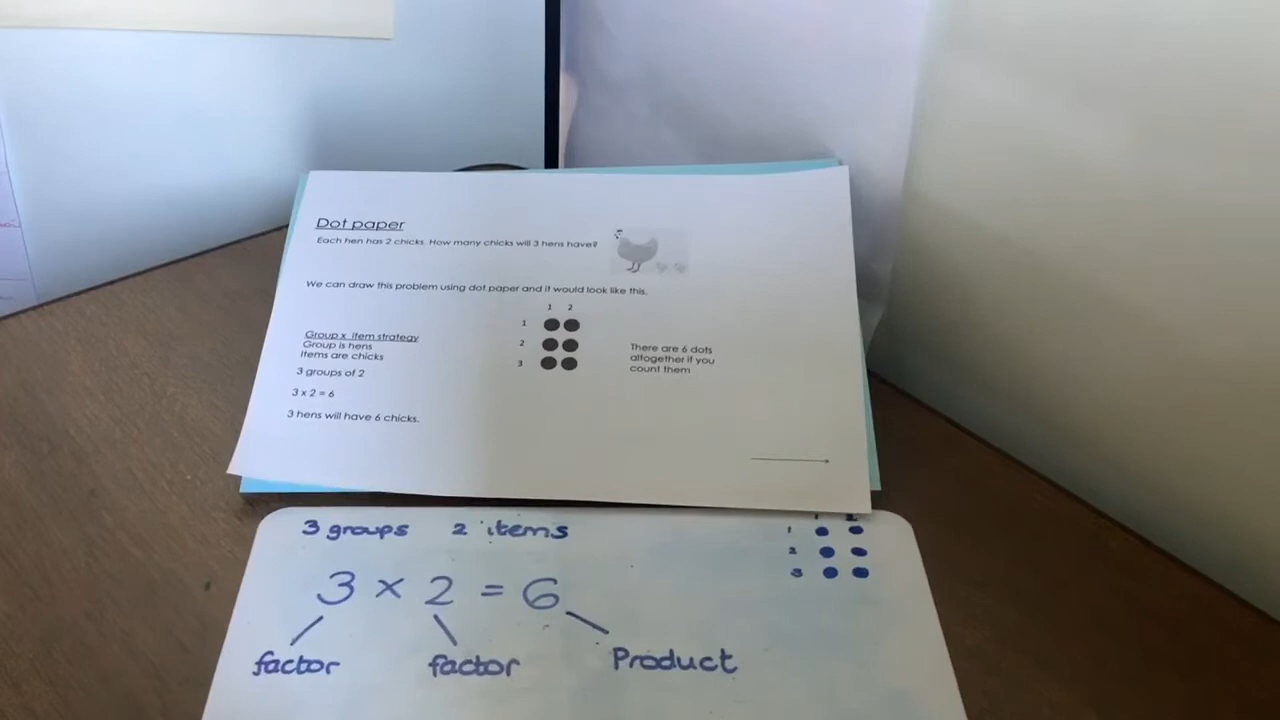 Dot paper
Each hen has 2 chicks. How many chicks will 3 hens have?
We can draw this problem using dot paper and it would look like this.
1 2
1
2
3
Group x item strategy
Group is hens
Items are chicks
3 groups of 2
3 x 2 = 6
3 hens will have 6 chicks.
There are 6 dots
altogether if you
count them
3 groups 2 items
1 2
1
2
3
3 × 2 = 6
factor factor Product